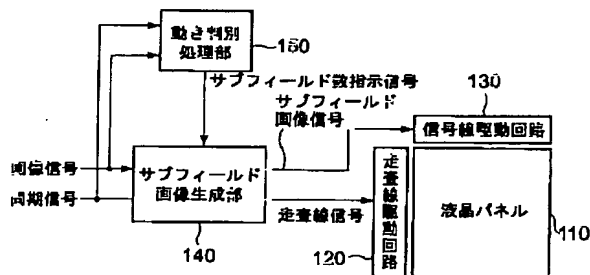 動き判別
処理部
150
サブフィールド数指示信号
サブフィールド
画像信号
130
信号線駆動回路
画像信号
同期信号
サブフィールド
画像生成部
走査線信号
140
走査線駆動回路
120
液晶パネル
110